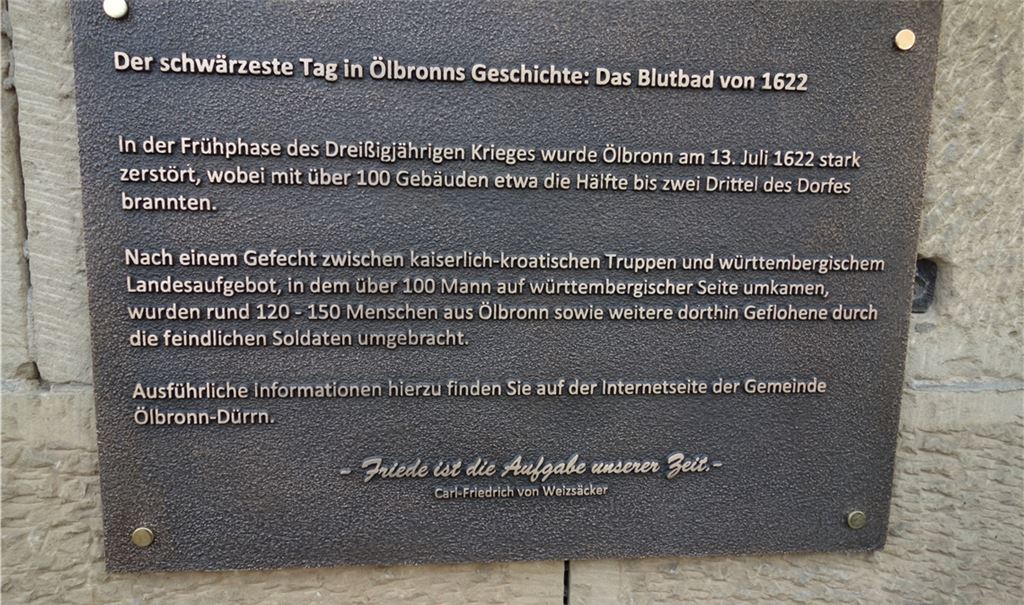 Der schwärzeste Tag in Ölbronns Geschichte: Das Blutbad von 1622
In der Frühphase des Dreißigjährigen Krieges wurde Ölbronn am 13. Juli 1622 stark
zerstört, wobei mit über 100 Gebäuden etwa die Hälfte bis zwei Drittel des Dorfes
brannten.
Nach einem Gefecht zwischen kaiserlich-kroatischen Truppen und württembergischem
Landesaufgebot, in dem über 100 Mann auf württembergischer Seite umkamen,
wurden rund 120 - 150 Menschen aus Ölbronn sowie weitere dorthin Geflohene durch
die feindlichen Soldaten umgebracht.
Ausführliche Informationen hierzu finden Sie auf der Internetseite der Gemeinde
Ölbronn-Dürrn.
- Friede ist die Aufgabe unserer Zeit.-
Carl-Friedrich von Weizsäcker